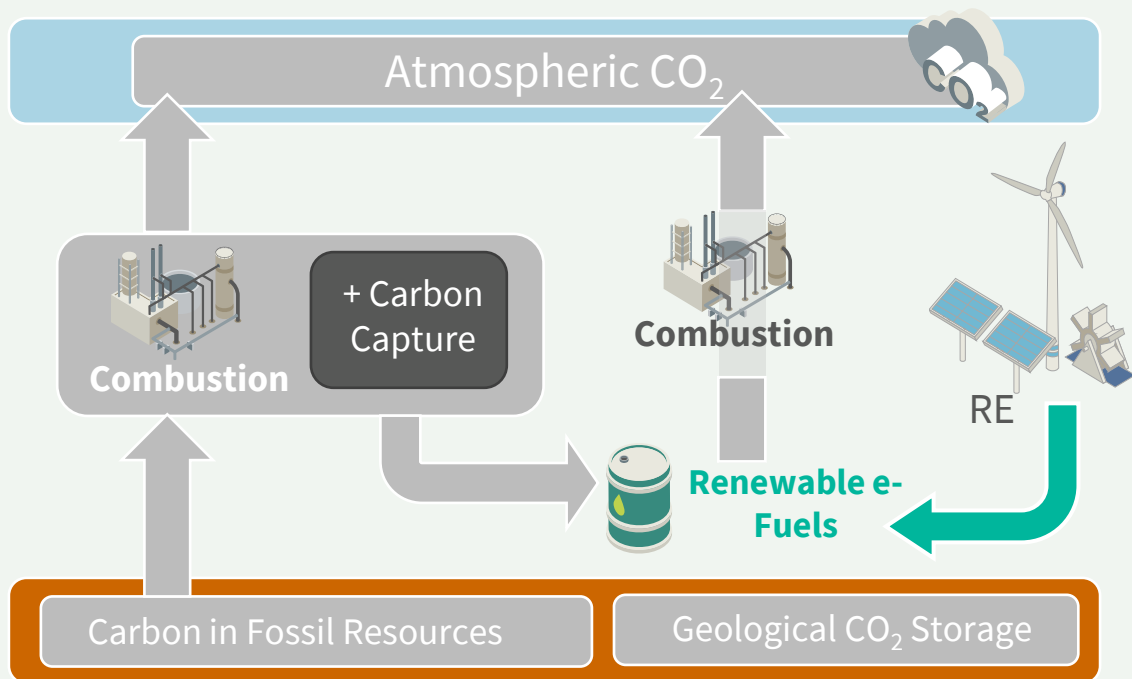 Atmospheric CO₂
CO₂
+ Carbon
Capture
Combustion
Combustion
RE
Renewable e-
Fuels
Carbon in Fossil Resources
Geological CO₂ Storage